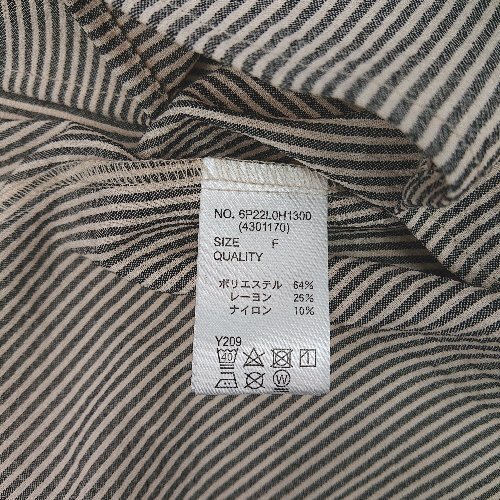 NO. 6P22L0H1300
(4301170)
SIZE F
QUALITY
ポリエステル 64%
レーヨン 26%
ナイロン 10%
Y209